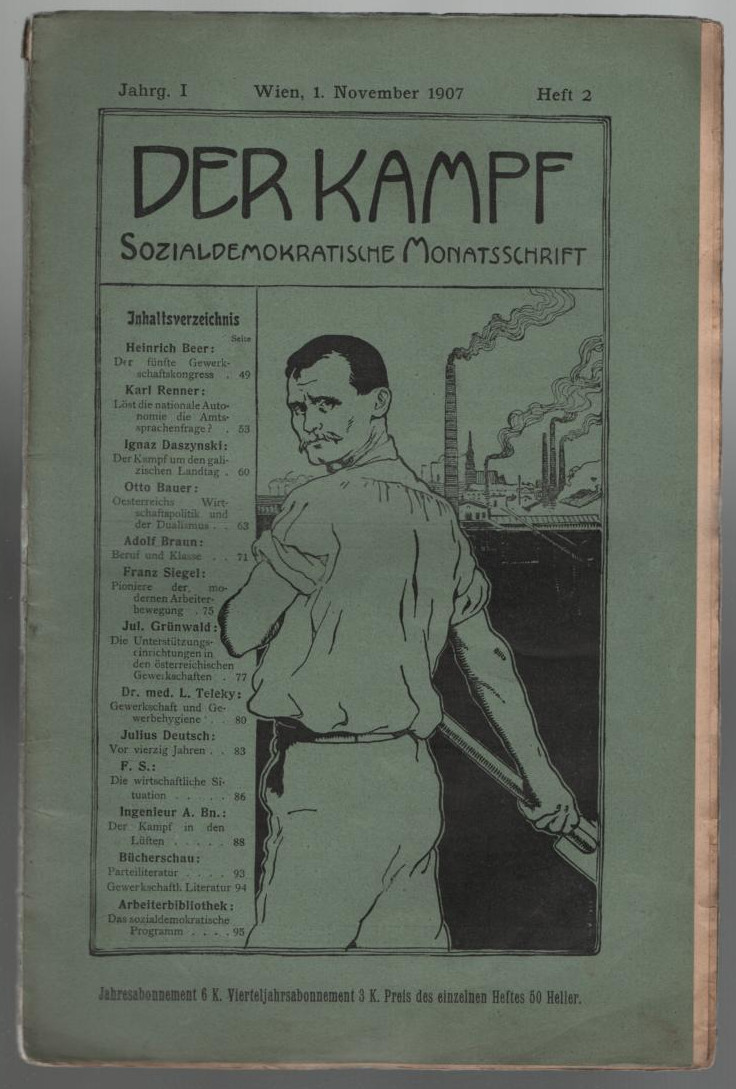 Jahrg. I Wien, 1. November 1907 Heft 2
DER KAMPF
SOZIALDEMOKRATISCHE MONATSSCHRIFT
Inhaltsverzeichnis
Seite
Heinrich Beer:
Der fünfte Gewerk-
schaftskongress . 49
Karl Renner:
Löst die nationale Auto-
nomie die Amts-
sprachenfrage? . 53
Ignaz Daszynski:
Der Kampf um den gali-
zischen Landtag . 60
Otto Bauer:
Oesterreichs Wirt-
schaftspolitik und
der Dualismus . . 63
Adolf Braun:
Beruf und Klasse . . 71
Franz Siegel:
Pioniere der mo-
dernen Arbeiter-
bewegung . 75
Jul. Grünwald:
Die Unterstützungs-
einrichtungen in
den österreichischen
Gewerkschaften . 77
Dr. med. L. Teleky:
Gewerkschaft und Ge-
werbehygiene . . 80
Julius Deutsch:
Vor vierzig Jahren . . 83
F. S.:
Die wirtschaftliche Si-
tuation . . . . . 86
Ingenieur A. Bn.:
Der Kampf in den
Lüften . . . . . 88
Bücherschau:
Parteiliteratur . . . . 93
Gewerkschaftl. Literatur 94
Arbeiterbibliothek:
Das sozialdemokratische
Programm . . . . 95
Jahresabonnement 6 K. Vierteljahrsabonnement 3 K. Preis des einzelnen Heftes 50 Heller.